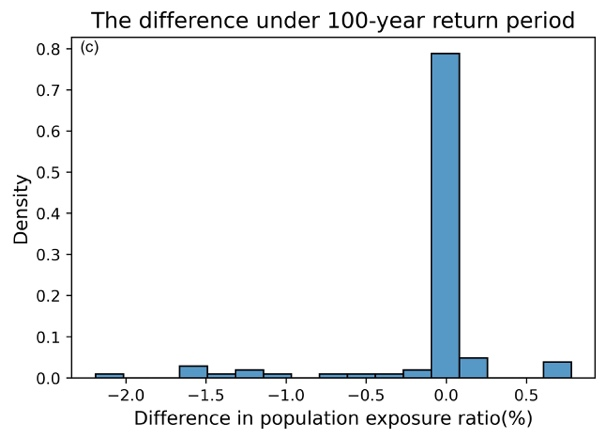 The difference under 100-year return period
(c)
0.8
0.7
0.6
0.5
0.4
0.3
0.2
0.1
0.0
Density
−2.0 −1.5 −1.0 −0.5 0.0 0.5
Difference in population exposure ratio(%)